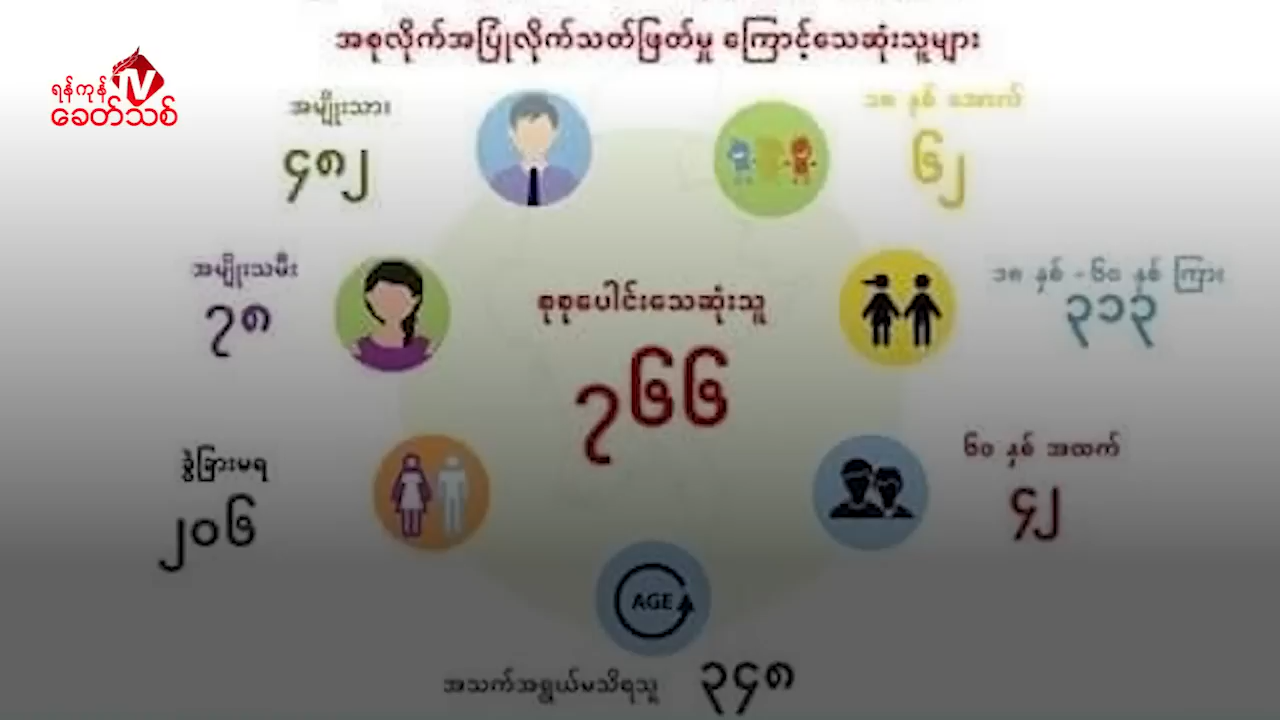 အစုလိုက်အပြုံလိုက်သတ်ဖြတ်မှု ကြောင့်သေဆုံးသူများ
ရန်ကုန် TV
ခေတ်သစ်
အမျိုးသား
၄၈၂
၁၈ နှစ် အောက်
၆၂
အမျိုးသမီး
၇၈
စုစုပေါင်းသေဆုံးသူ
၇၆၆
၁၈ နှစ် - ၆၀ နှစ် ကြား
၃၁၃
ခွဲခြားမရ
၂၀၆
၆၀ နှစ် အထက်
၄၂
AGE
အသက်အရွယ်မသိရသူ ၃၄၈